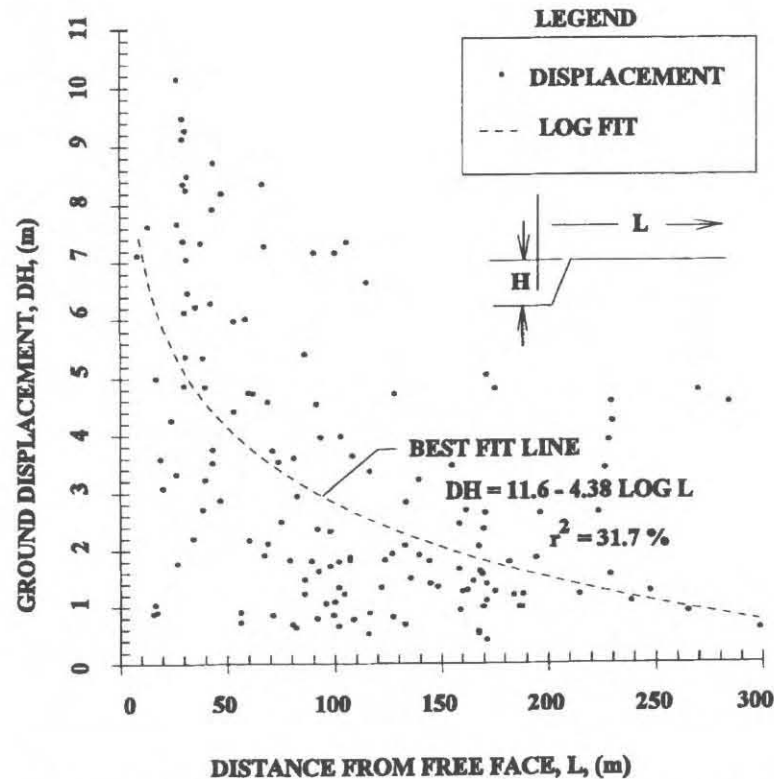 LEGEND
DISPLACEMENT
LOG FIT
L
H
BEST FIT LINE
DH = 11.6 - 4.38 LOG L
r² = 31.7 %
GROUND DISPLACEMENT, DH, (m)
11
10
9
8
7
6
5
4
3
2
1
0
0 50 100 150 200 250 300
DISTANCE FROM FREE FACE, L, (m)